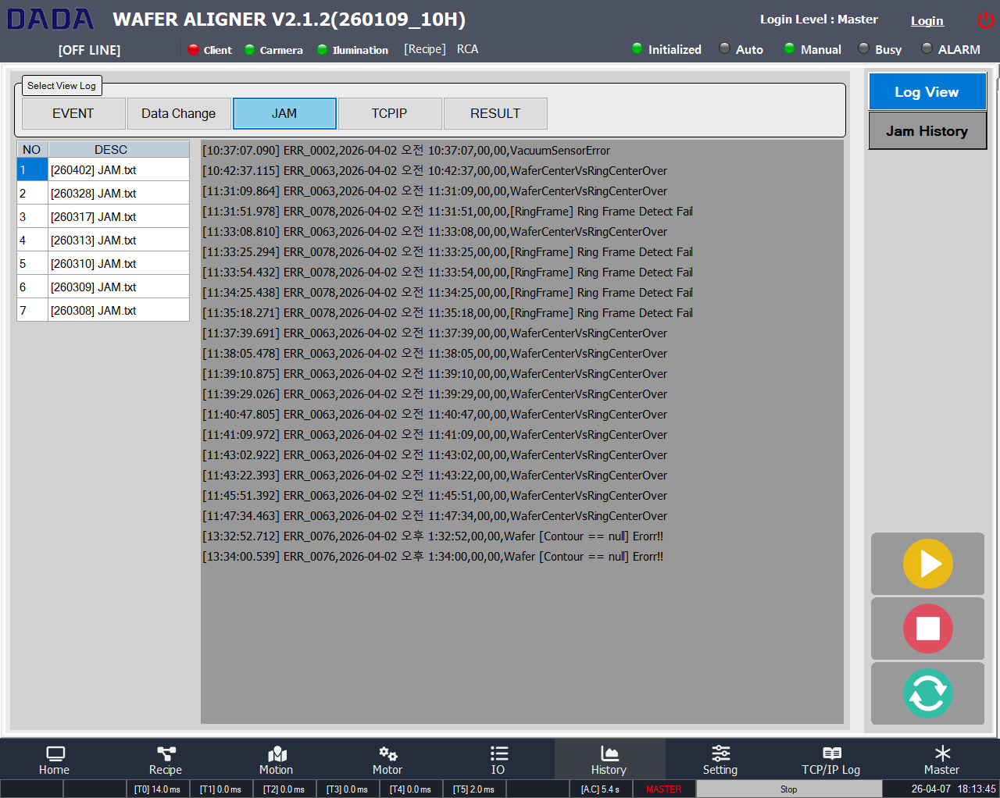 DADA WAFER ALIGNER V2.1.2(260109_10H) Login Level : Master Login
[OFF LINE] Client Carmera Ilumination [Recipe] RCA Initialized Auto Manual Busy ALARM
Select View Log
EVENT Data Change JAM TCPIP RESULT
Log View
Jam History
NO DESC
1 [260402] JAM.txt
2 [260328] JAM.txt
3 [260317] JAM.txt
4 [260313] JAM.txt
5 [260310] JAM.txt
6 [260309] JAM.txt
7 [260308] JAM.txt
[10:37:07.090] ERR_0002,2026-04-02 오전 10:37:07,00,00,VacuumSensorError
[10:42:37.115] ERR_0063,2026-04-02 오전 10:42:37,00,00,WaferCenterVsRingCenterOver
[11:31:09.864] ERR_0063,2026-04-02 오전 11:31:09,00,00,WaferCenterVsRingCenterOver
[11:31:51.978] ERR_0078,2026-04-02 오전 11:31:51,00,00,[RingFrame] Ring Frame Detect Fail
[11:33:08.810] ERR_0063,2026-04-02 오전 11:33:08,00,00,WaferCenterVsRingCenterOver
[11:33:25.294] ERR_0078,2026-04-02 오전 11:33:25,00,00,[RingFrame] Ring Frame Detect Fail
[11:33:54.432] ERR_0078,2026-04-02 오전 11:33:54,00,00,[RingFrame] Ring Frame Detect Fail
[11:34:25.438] ERR_0078,2026-04-02 오전 11:34:25,00,00,[RingFrame] Ring Frame Detect Fail
[11:35:18.271] ERR_0078,2026-04-02 오전 11:35:18,00,00,[RingFrame] Ring Frame Detect Fail
[11:37:39.691] ERR_0063,2026-04-02 오전 11:37:39,00,00,WaferCenterVsRingCenterOver
[11:38:05.478] ERR_0063,2026-04-02 오전 11:38:05,00,00,WaferCenterVsRingCenterOver
[11:39:10.875] ERR_0063,2026-04-02 오전 11:39:10,00,00,WaferCenterVsRingCenterOver
[11:39:29.026] ERR_0063,2026-04-02 오전 11:39:29,00,00,WaferCenterVsRingCenterOver
[11:40:47.805] ERR_0063,2026-04-02 오전 11:40:47,00,00,WaferCenterVsRingCenterOver
[11:41:09.972] ERR_0063,2026-04-02 오전 11:41:09,00,00,WaferCenterVsRingCenterOver
[11:43:02.922] ERR_0063,2026-04-02 오전 11:43:02,00,00,WaferCenterVsRingCenterOver
[11:43:22.393] ERR_0063,2026-04-02 오전 11:43:22,00,00,WaferCenterVsRingCenterOver
[11:45:51.392] ERR_0063,2026-04-02 오전 11:45:51,00,00,WaferCenterVsRingCenterOver
[11:47:34.463] ERR_0063,2026-04-02 오전 11:47:34,00,00,WaferCenterVsRingCenterOver
[13:32:52.712] ERR_0076,2026-04-02 오후 1:32:52,00,00,Wafer [Contour == null] Erorr!!
[13:34:00.539] ERR_0076,2026-04-02 오후 1:34:00,00,00,Wafer [Contour == null] Erorr!!
Home Recipe Motion Motor IO History Setting TCP/IP Log Master
[T0] 14.0 ms [T1] 0.0 ms [T2] 0.0 ms [T3] 0.0 ms [T4] 0.0 ms [T5] 2.0 ms [A.C] 5.4 s MASTER Stop 26-04-07 18:13:45